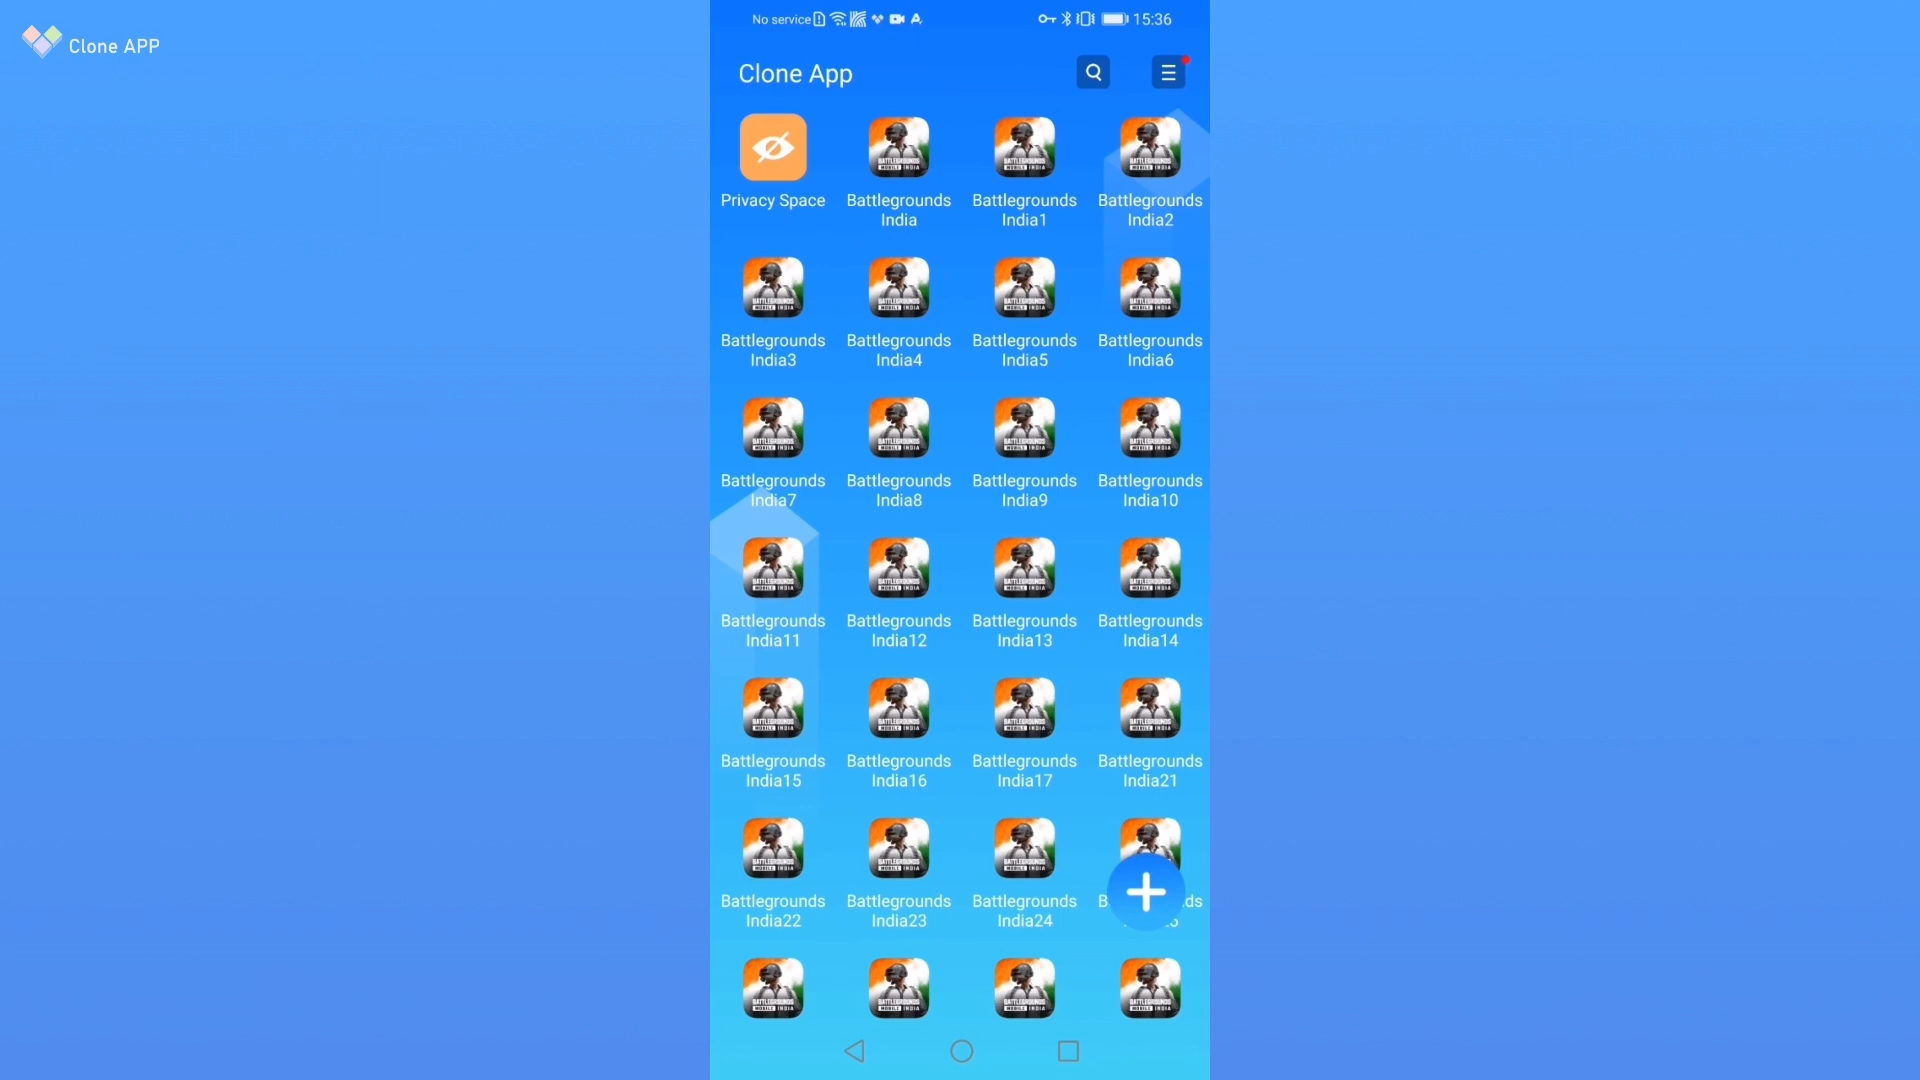 Clone APP
No service
15:36
Clone App
Privacy Space
Battlegrounds
India
Battlegrounds
India1
Battlegrounds
India2
Battlegrounds
India3
Battlegrounds
India4
Battlegrounds
India5
Battlegrounds
India6
Battlegrounds
India7
Battlegrounds
India8
Battlegrounds
India9
Battlegrounds
India10
Battlegrounds
India11
Battlegrounds
India12
Battlegrounds
India13
Battlegrounds
India14
Battlegrounds
India15
Battlegrounds
India16
Battlegrounds
India17
Battlegrounds
India21
Battlegrounds
India22
Battlegrounds
India23
Battlegrounds
India24